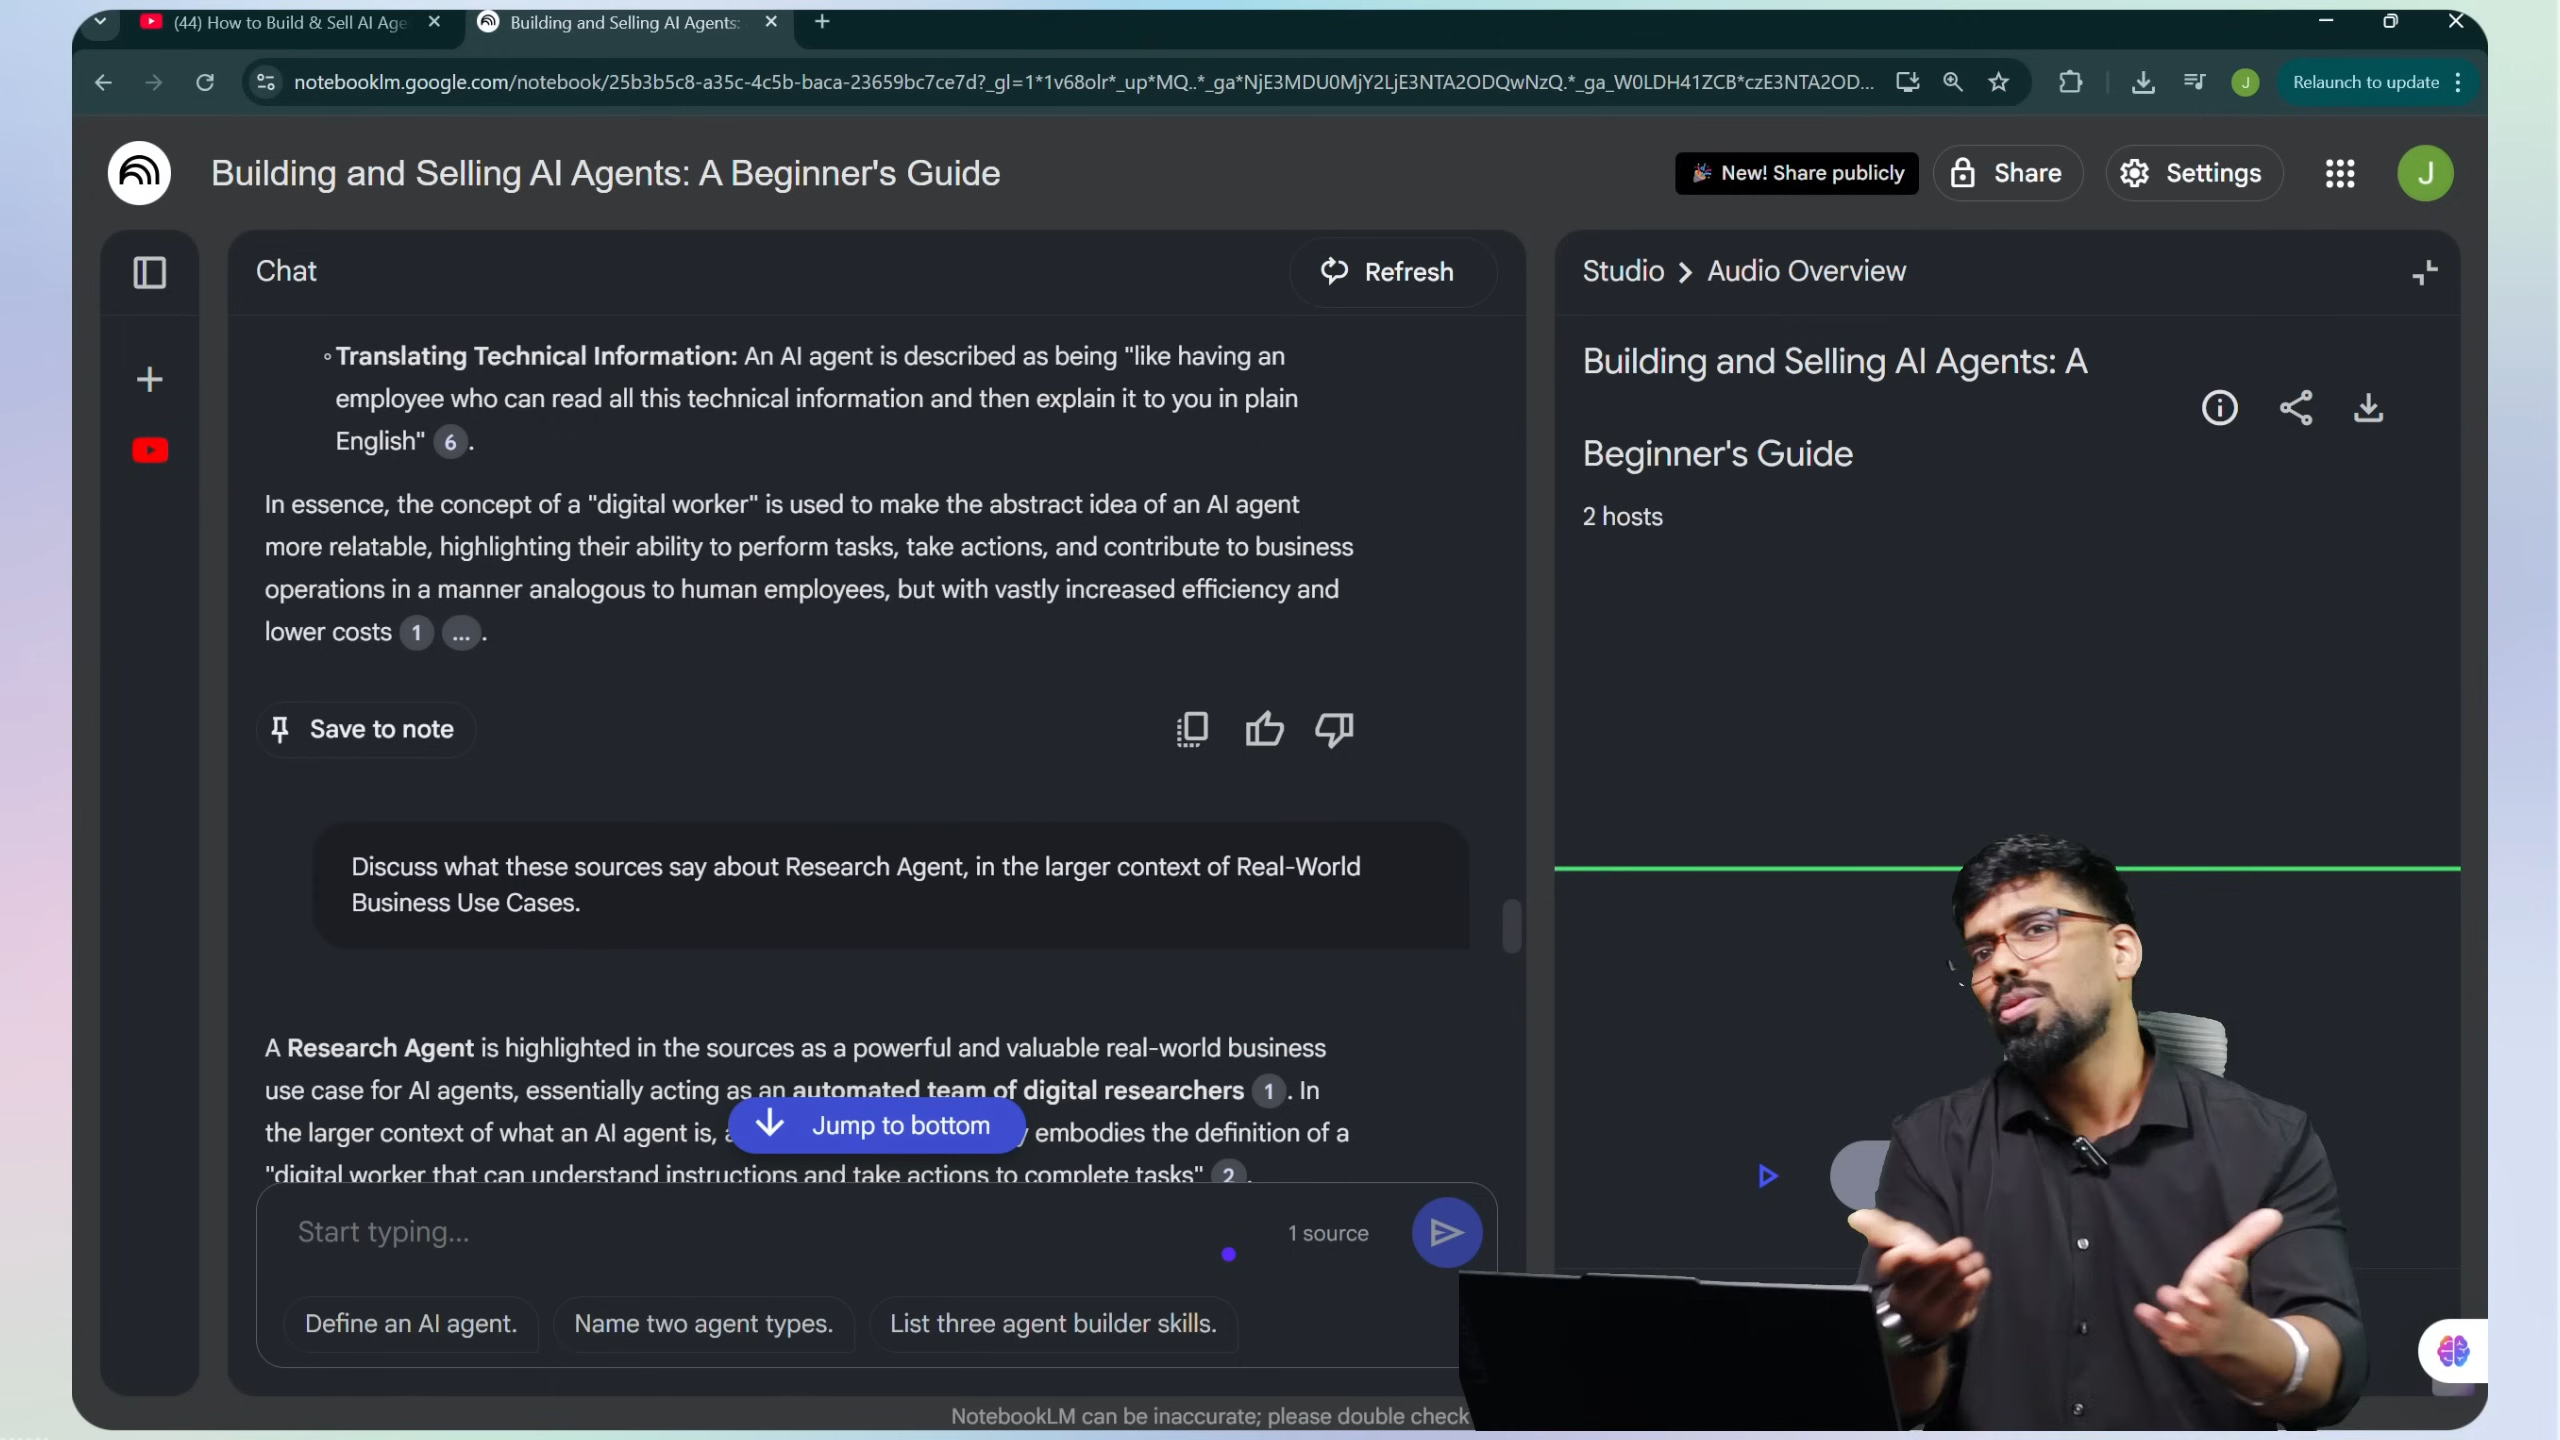 (44) How to Build & Sell AI Age
Building and Selling AI Agents:
notebooklm.google.com/notebook/25b3b5c8-a35c-4c5b-baca-23659bc7ce7d?_gl=1*1v68olr*_up*MQ..*_ga*NjE3MDU0MjY2LjE3NTA2ODQwNzQ.*_ga_W0LDH41ZCB*czE3NTA2OD...
J
Relaunch to update
Building and Selling AI Agents: A Beginner's Guide
New! Share publicly
Share
Settings
J
Chat
Refresh
◦ Translating Technical Information: An AI agent is described as being "like having an
employee who can read all this technical information and then explain it to you in plain
English" 6.
In essence, the concept of a "digital worker" is used to make the abstract idea of an AI agent
more relatable, highlighting their ability to perform tasks, take actions, and contribute to business
operations in a manner analogous to human employees, but with vastly increased efficiency and
lower costs 1 ... .
Save to note
Discuss what these sources say about Research Agent, in the larger context of Real-World
Business Use Cases.
A Research Agent is highlighted in the sources as a powerful and valuable real-world business
use case for AI agents, essentially acting as an automated team of digital researchers 1. In
the larger context of what an AI agent is, embodies the definition of a
Jump to bottom
"digital worker that can understand instructions and take actions to complete tasks" 2.
Start typing...
1 source
Define an AI agent.
Name two agent types.
List three agent builder skills.
NotebookLM can be inaccurate; please double check
Studio > Audio Overview
Building and Selling AI Agents: A
Beginner's Guide
2 hosts